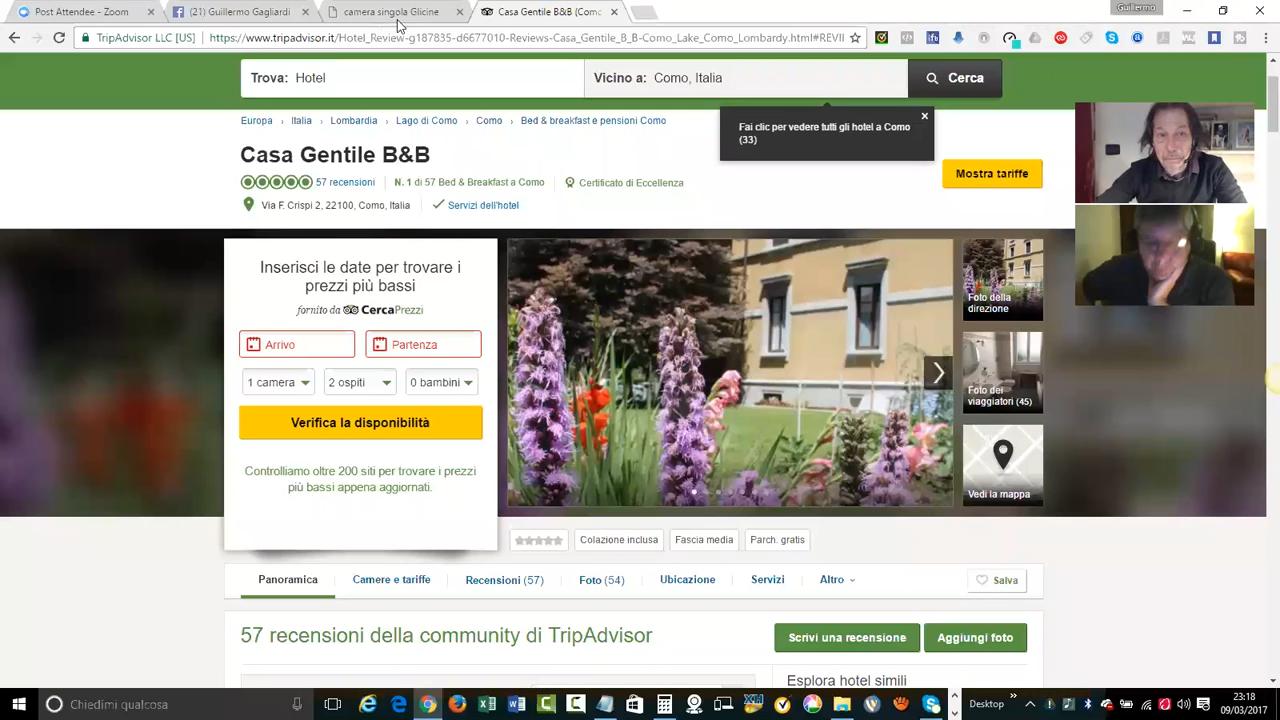 Post Attendee - Zoom
(21) Guillermo Gagliardi
camera singola Glicine
Casa Gentile B&B (Como
Guillermo
TripAdvisor LLC [US]
https://www.tripadvisor.it/Hotel_Review-g187835-d6677010-Reviews-Casa_Gentile_B_B-Como_Lake_Como_Lombardy.html#REVII
Trova: Hotel
Vicino a: Como, Italia
Cerca
Fai clic per vedere tutti gli hotel a Como
(33)
Europa › Italia › Lombardia › Lago di Como › Como › Bed & breakfast e pensioni Como
Casa Gentile B&B
57 recensioni
N. 1 di 57 Bed & Breakfast a Como
Certificato di Eccellenza
Via F. Crispi 2, 22100, Como, Italia
Servizi dell'hotel
Mostra tariffe
Inserisci le date per trovare i
prezzi più bassi
fornito da CercaPrezzi
Arrivo
Partenza
1 camera
2 ospiti
0 bambini
Verifica la disponibilità
Controlliamo oltre 200 siti per trovare i prezzi
più bassi appena aggiornati.
Foto della
direzione
Foto dei
viaggiatori (45)
Vedi la mappa
Colazione inclusa
Fascia media
Parch. gratis
Panoramica
Camere e tariffe
Recensioni (57)
Foto (54)
Ubicazione
Servizi
Altro
Salva
57 recensioni della community di TripAdvisor
Scrivi una recensione
Aggiungi foto
Esplora hotel simili
Chiedimi qualcosa
Desktop
23:18
09/03/2017